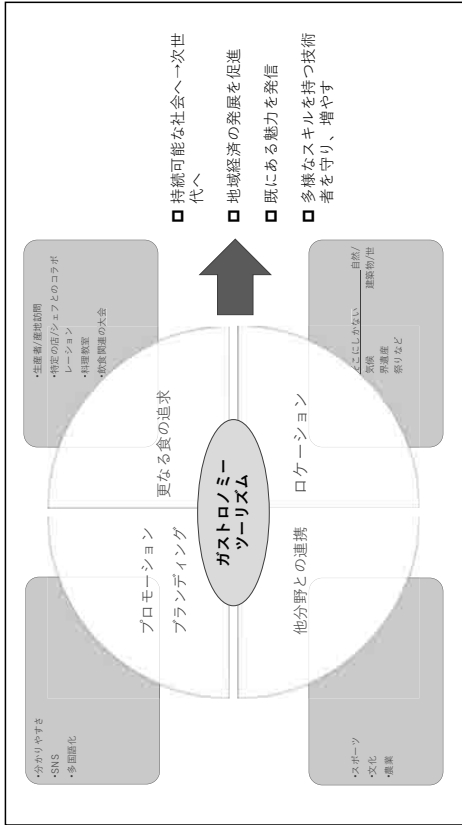 ・分かりやすさ
・SNS
・多国語化
・生産者/産地訪問
・特定の店/シェフとのコラボ
レーション
・料理教室
・飲食関連の大会
プロモーション
ブランディング
更なる食の追求
ガストロノミー
ツーリズム
他分野との連携
ロケーション
・スポーツ
・文化
・農業
そこにしかない 自然/
気候 建築物/世
界遺産
祭りなど
持続可能な社会へ→次世
代へ
地域経済の発展を促進
既にある魅力を発信
多様なスキルを持つ技術
者を守り、増やす